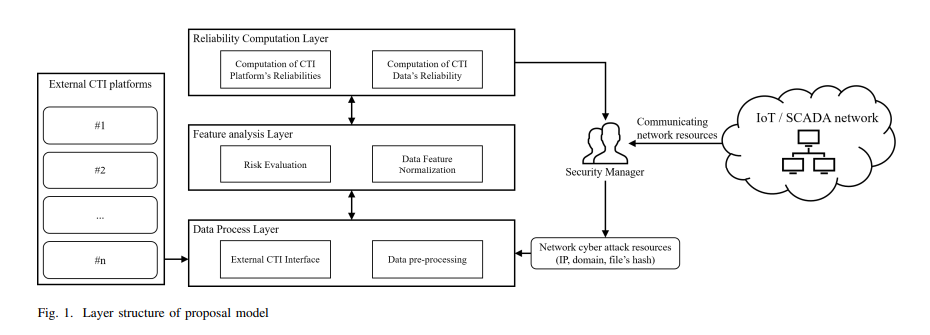 External CTI platforms
#1
#2
...
#n
Reliability Computation Layer
Computation of CTI
Platform's Reliabilities
Computation of CTI
Data's Reliability
Feature analysis Layer
Risk Evaluation
Data Feature
Normalization
Data Process Layer
External CTI Interface
Data pre-processing
Security Manager
Communicating
network resources
IoT / SCADA network
Network cyber attack resources
(IP, domain, file's hash)
Fig. 1. Layer structure of proposal model